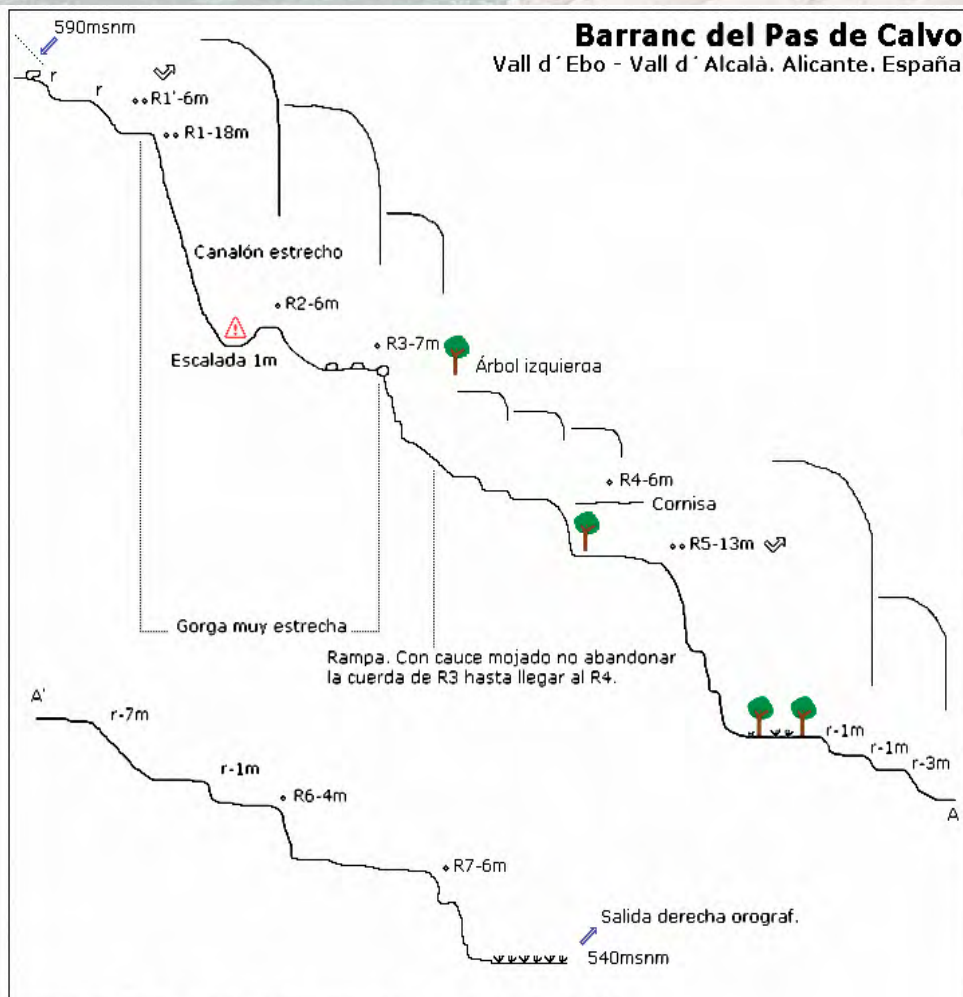 Barranc del Pas de Calvo
Vall d´Ebo - Vall d´Alcalà. Alicante. España
590msnm
r
r
R1'-6m
R1-18m
Canalón estrecho
R2-6m
Escalada 1m
R3-7m
Árbol izquieroa
R4-6m
Cornisa
R5-13m
Gorga muy estrecha
Rampa. Con cauce mojado no abandonar
la cuerda de R3 hasta llegar al R4.
r-1m
r-1m
r-3m
A
A'
r-7m
r-1m
R6-4m
R7-6m
Salida derecha orograf.
540msnm